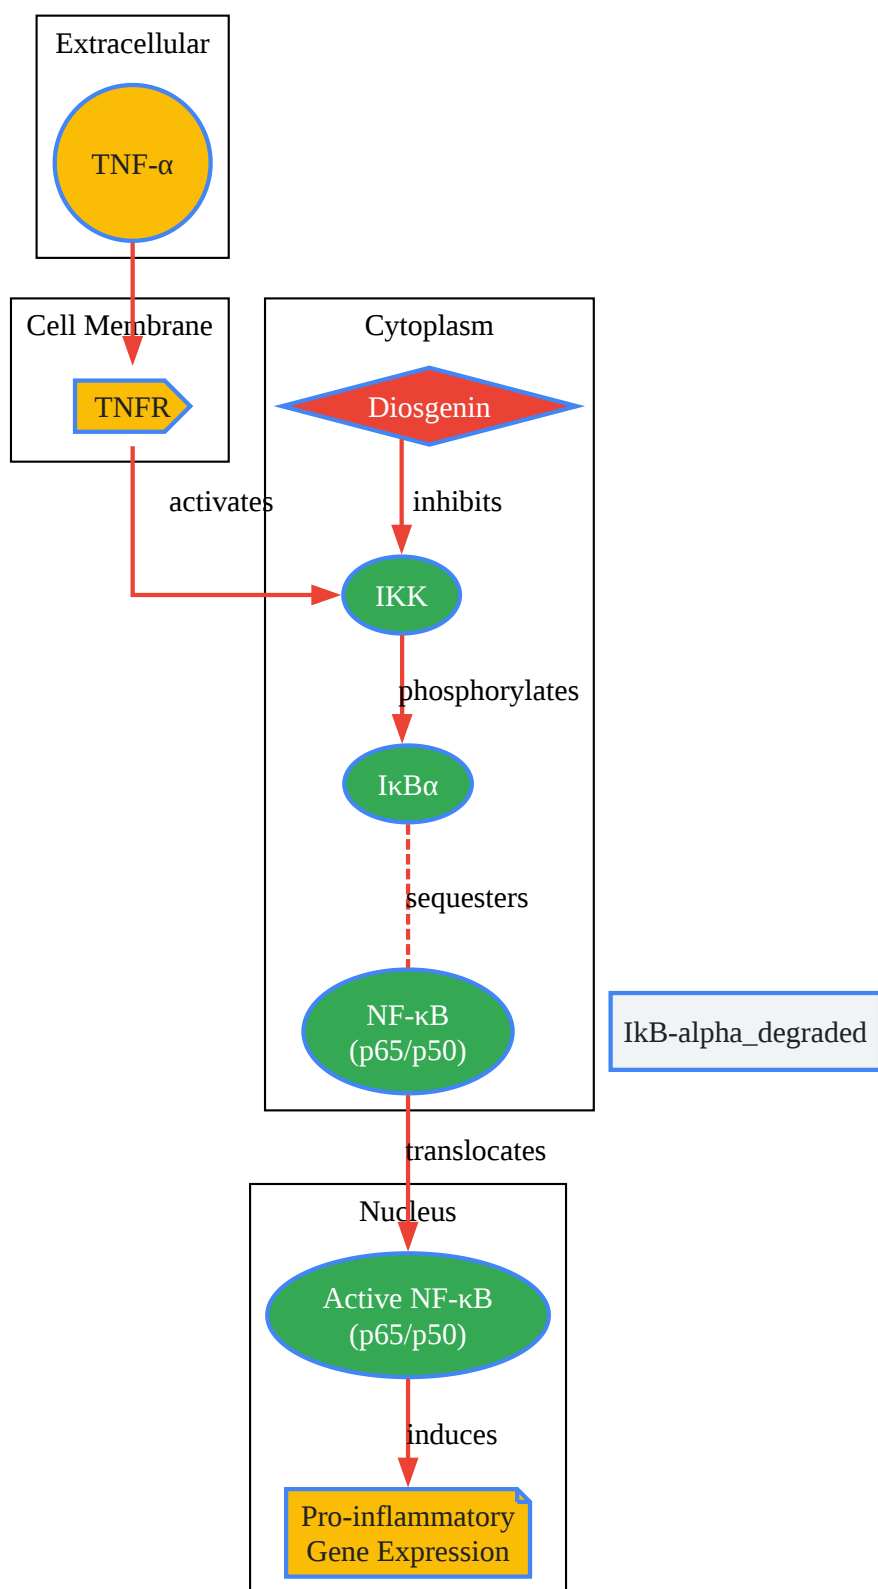 Extracellular
TNF-α
Cell Membrane
TNFR
Cytoplasm
Diosgenin
activates
inhibits
IKK
phosphorylates
IκBα
sequesters
NF-κB
(p65/p50)
IkB-alpha_degraded
translocates
Nucleus
Active NF-κB
(p65/p50)
induces
Pro-inflammatory
Gene Expression